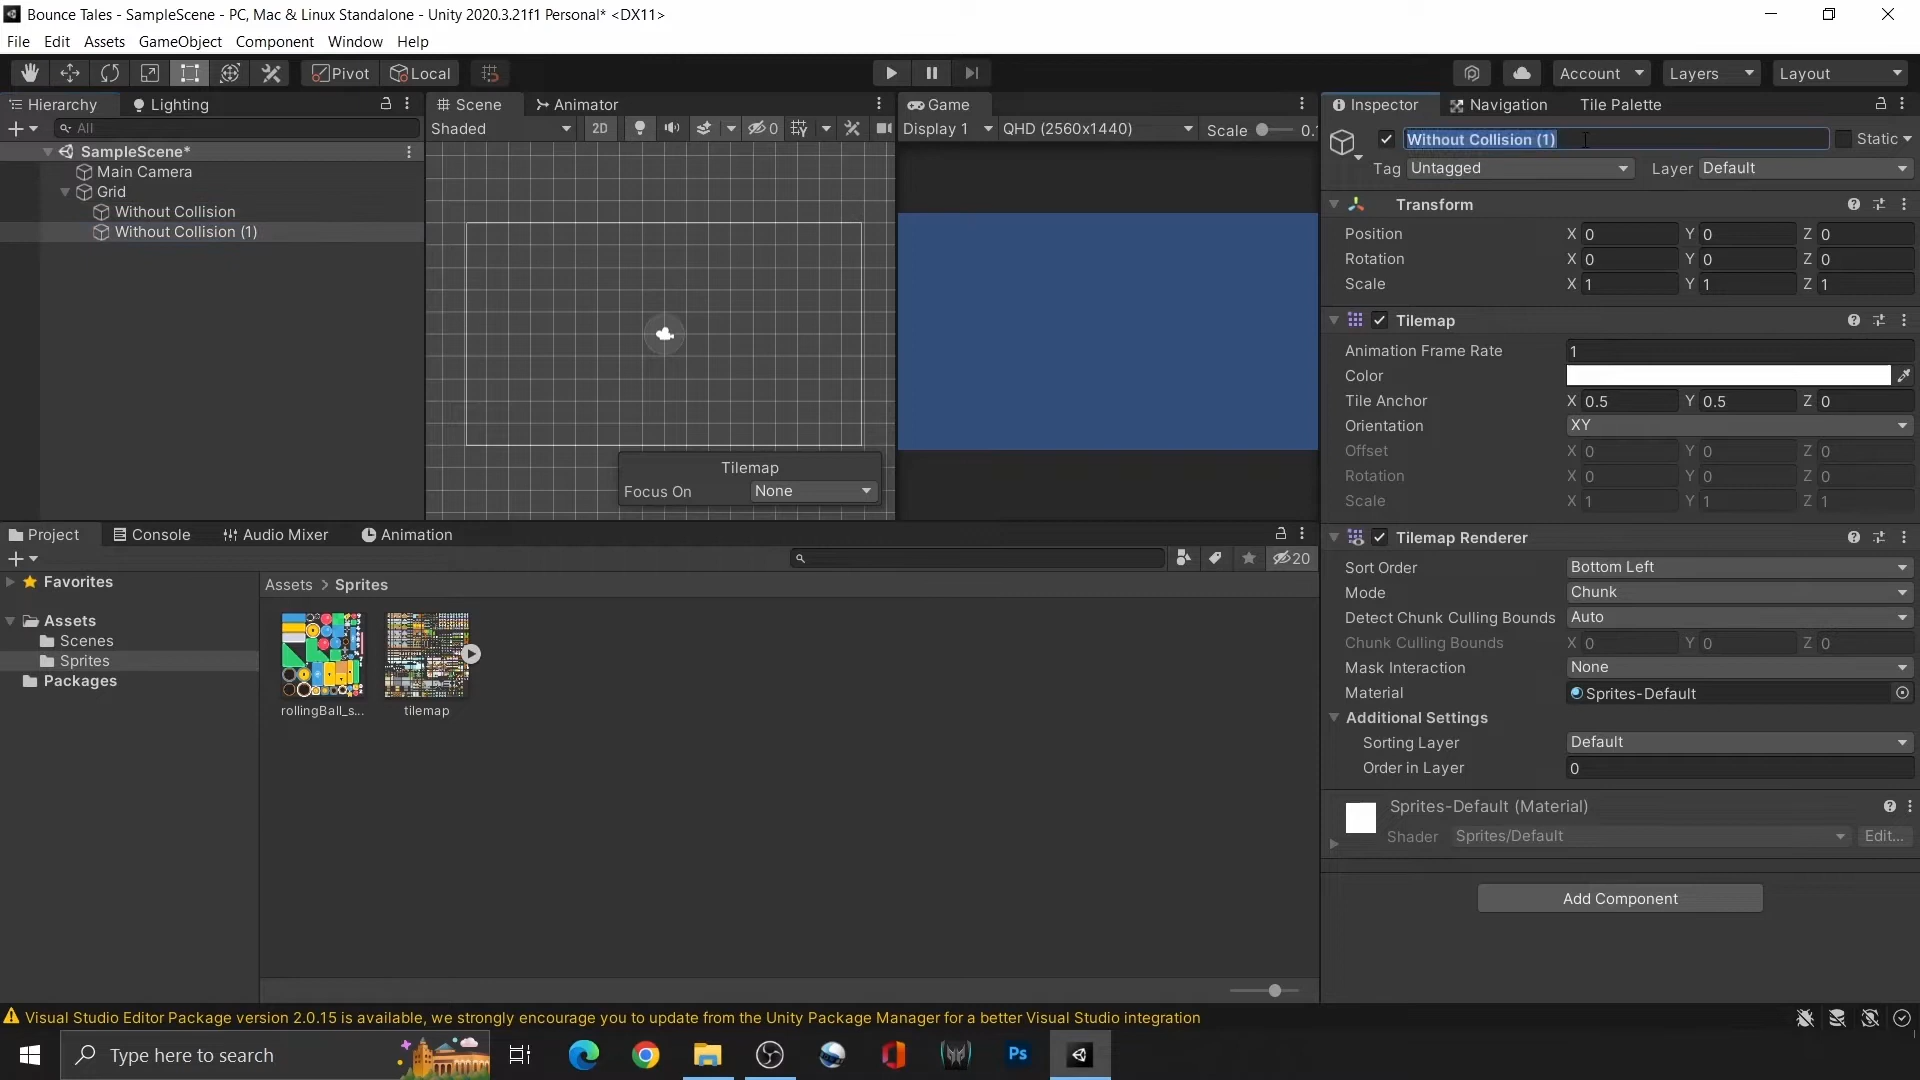 Bounce Tales - SampleScene - PC, Mac & Linux Standalone - Unity 2020.3.21f1 Personal* <DX11>
File Edit Assets GameObject Component Window Help
Pivot Local Account Layers Layout
Hierarchy Lighting
All
SampleScene*
Main Camera
Grid
Without Collision
Without Collision (1)
Scene Animator
Shaded 2D 0
Tilemap
Focus On None
Game
Display 1 QHD (2560x1440) Scale 0.
Inspector Navigation Tile Palette
Without Collision (1) Static
Tag Untagged Layer Default
Transform
Position X 0 Y 0 Z 0
Rotation X 0 Y 0 Z 0
Scale X 1 Y 1 Z 1
Tilemap
Animation Frame Rate 1
Color
Tile Anchor X 0.5 Y 0.5 Z 0
Orientation XY
Offset X 0 Y 0 Z 0
Rotation X 0 Y 0 Z 0
Scale X 1 Y 1 Z 1
Tilemap Renderer
Sort Order Bottom Left
Mode Chunk
Detect Chunk Culling Bounds Auto
Chunk Culling Bounds X 0 Y 0 Z 0
Mask Interaction None
Material Sprites-Default
Additional Settings
Sorting Layer Default
Order in Layer 0
Sprites-Default (Material)
Shader Sprites/Default Edit...
Add Component
Project Console Audio Mixer Animation
20
Favorites
Assets
Scenes
Sprites
Packages
Assets > Sprites
rollingBall_s... tilemap
Visual Studio Editor Package version 2.0.15 is available, we strongly encourage you to update from the Unity Package Manager for a better Visual Studio integration
Type here to search
Ps